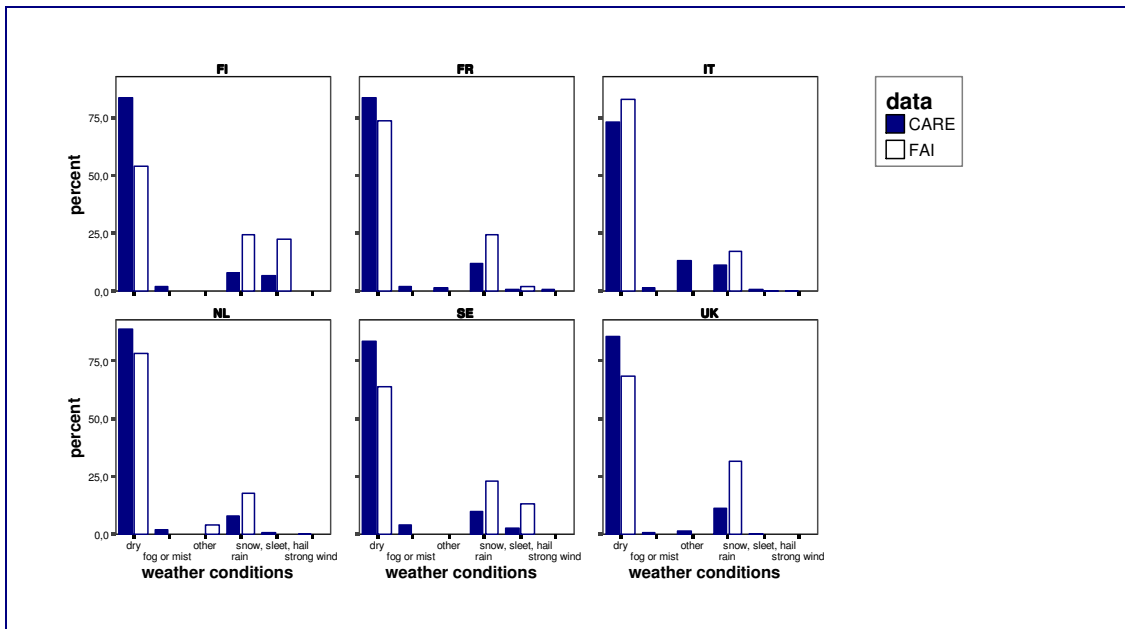 FI
FR
IT
data
CARE
FAI
percent
75,0
50,0
25,0
0,0
NL
SE
UK
percent
75,0
50,0
25,0
0,0
dry other snow, sleet, hail
fog or mist rain strong wind
weather conditions
dry other snow, sleet, hail
fog or mist rain strong wind
weather conditions
dry other snow, sleet, hail
fog or mist rain strong wind
weather conditions